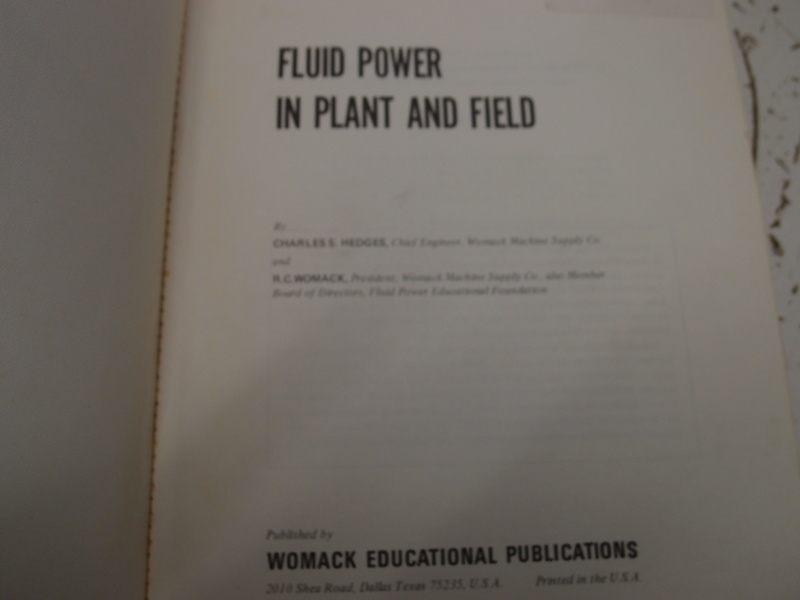 FLUID POWER
IN PLANT AND FIELD
By
CHARLES S. HEDGES, Chief Engineer, Womack Machine Supply Co.
and
R.C. WOMACK, President, Womack Machine Supply Co., also Member
Board of Directors, Fluid Power Educational Foundation
Published by
WOMACK EDUCATIONAL PUBLICATIONS
2010 Shea Road, Dallas Texas 75235, U.S.A. Printed in the U.S.A.